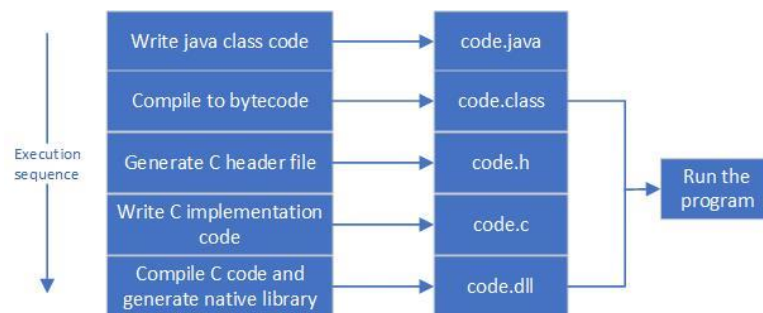 Write java class code
code.java
Compile to bytecode
code.class
Execution
sequence
Generate C header file
code.h
Run the
program
Write C implementation
code
code.c
Compile C code and
generate native library
code.dll